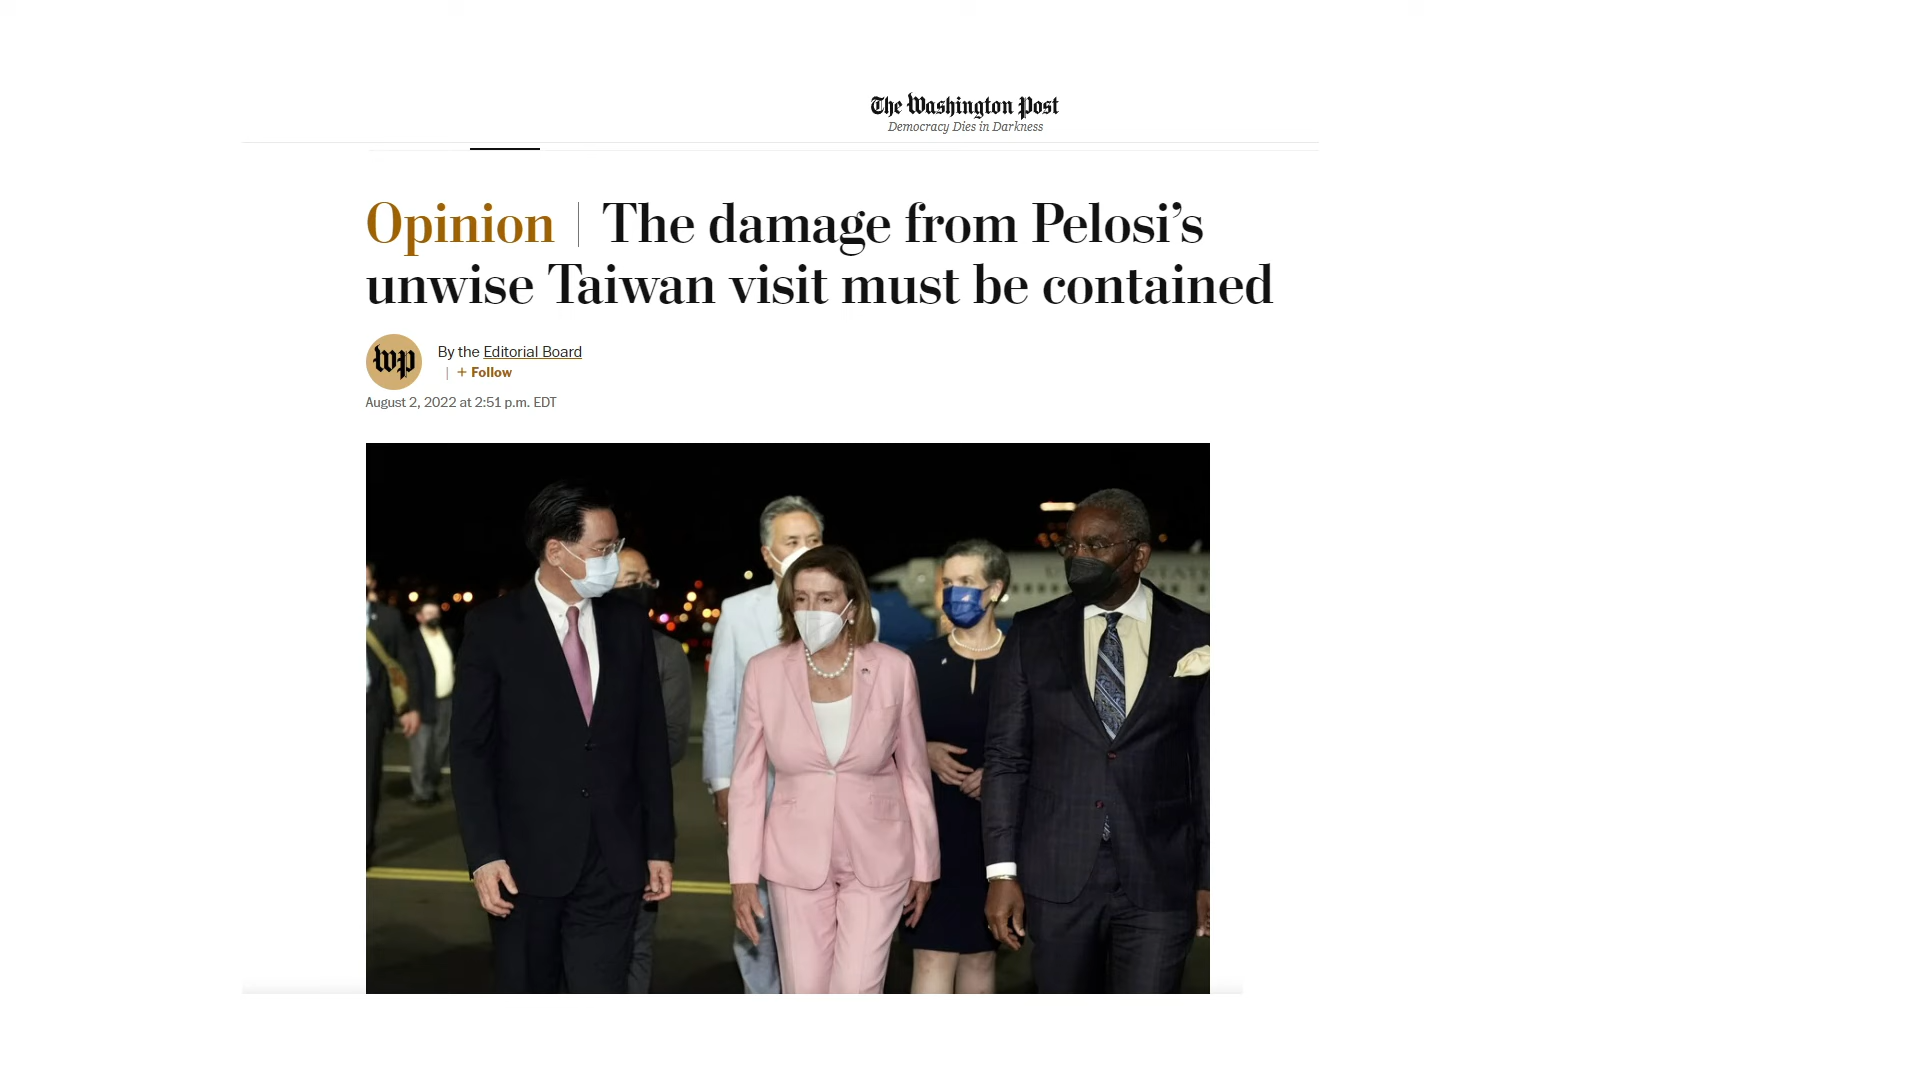 The Washington Post
Democracy Dies in Darkness
Opinion | The damage from Pelosi’s
unwise Taiwan visit must be contained
wp
By the Editorial Board
| + Follow
August 2, 2022 at 2:51 p.m. EDT